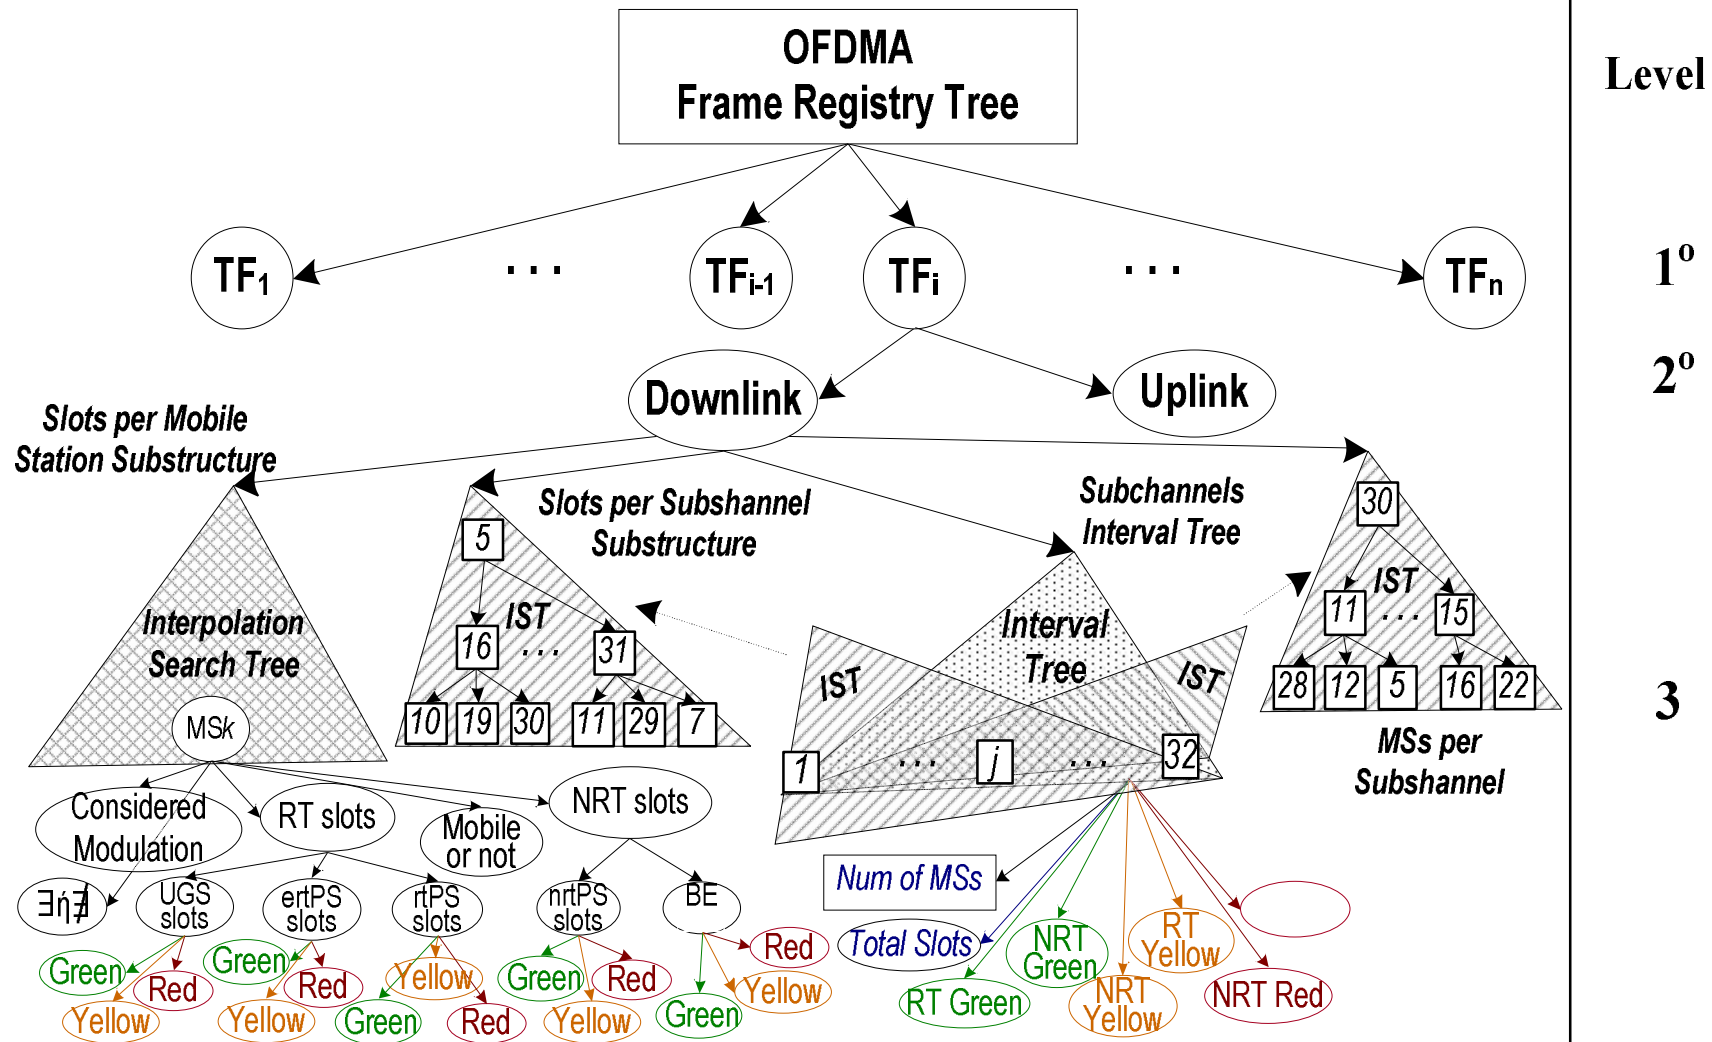 OFDMA
Frame Registry Tree
Level
TF1
...
TFi-1
TFi
...
TFn
1º
Downlink
Uplink
2º
Slots per Mobile
Station Substructure
Slots per Subshannel
Substructure
Subchannels
Interval Tree
Interpolation
Search Tree
MSk
5
IST
16
...
31
10
19
30
11
29
7
Interval
Tree
IST
IST
1
...
j
...
32
30
IST
11
...
15
28
12
5
16
22
MSs per
Subshannel
3
Considered
Modulation
RT slots
Mobile
or not
NRT slots
∃ή∄
UGS
slots
ertPS
slots
rtPS
slots
nrtPS
slots
BE
Green
Red
Yellow
Green
Red
Yellow
Yellow
Green
Red
Green
Red
Yellow
Red
Yellow
Green
Num of MSs
Total Slots
RT Green
NRT
Green
NRT
Yellow
RT
Yellow
NRT Red